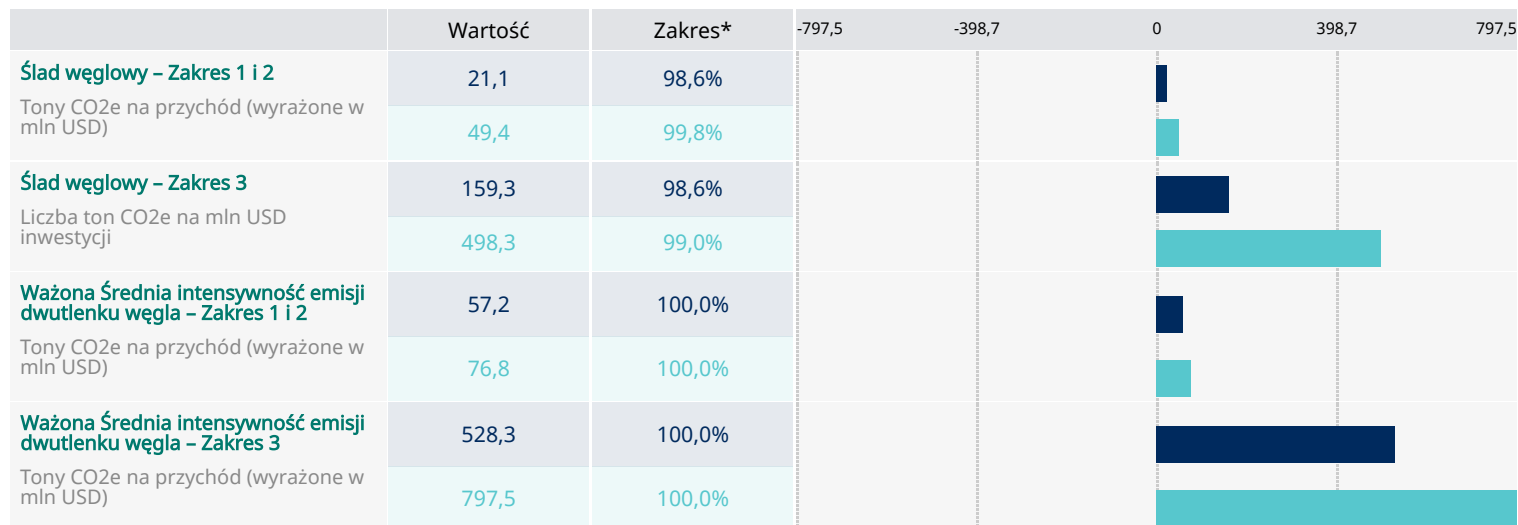 Wartość Zakres* -797,5 -398,7 0 398,7 797,5
Ślad węglowy – Zakres 1 i 2
Tony CO2e na przychód (wyrażone w
mln USD)
21,1 98,6%
49,4 99,8%
Ślad węglowy – Zakres 3
Liczba ton CO2e na mln USD
inwestycji
159,3 98,6%
498,3 99,0%
Ważona Średnia intensywność emisji
dwutlenku węgla – Zakres 1 i 2
Tony CO2e na przychód (wyrażone w
mln USD)
57,2 100,0%
76,8 100,0%
Ważona Średnia intensywność emisji
dwutlenku węgla – Zakres 3
Tony CO2e na przychód (wyrażone w
mln USD)
528,3 100,0%
797,5 100,0%